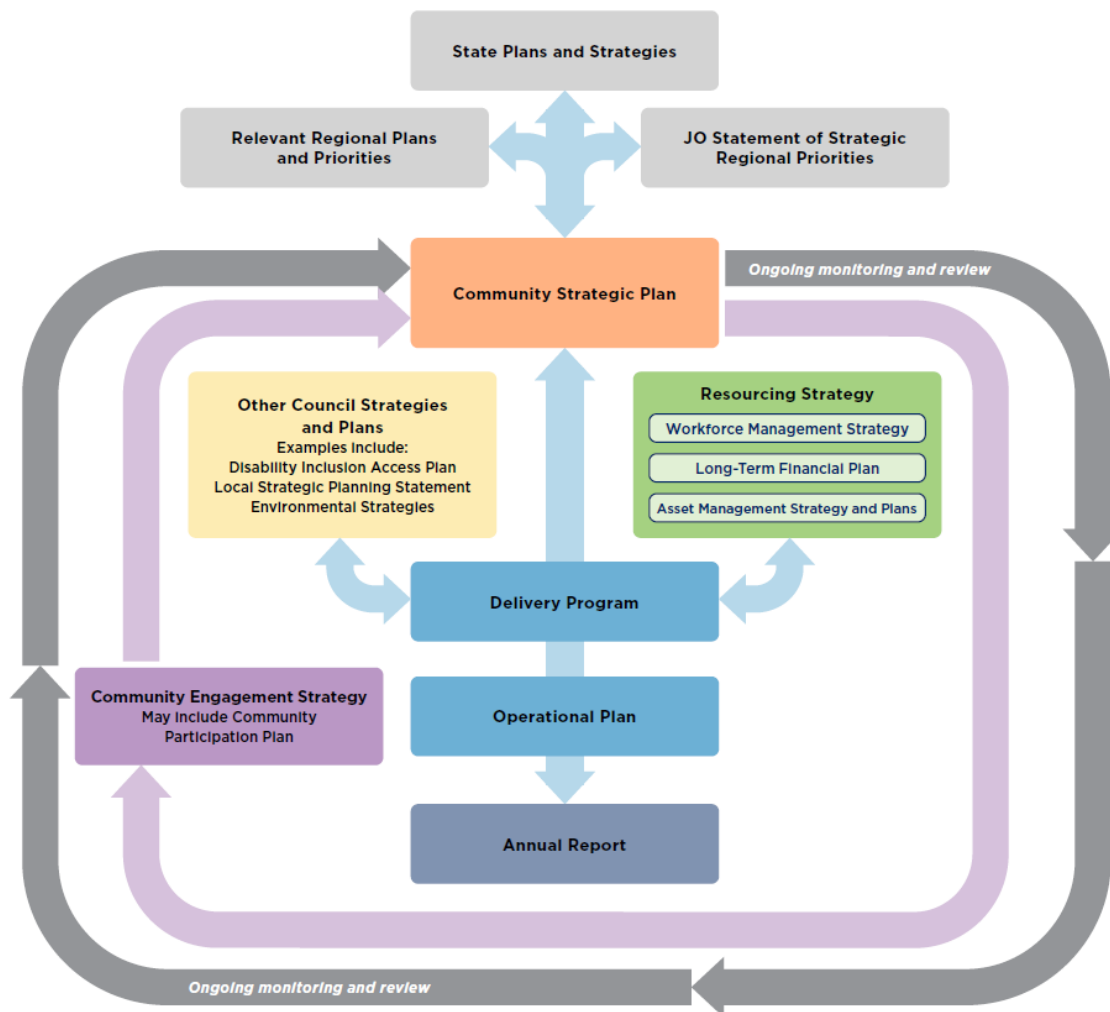 State Plans and Strategies
Relevant Regional Plans
and Priorities
JO Statement of Strategic
Regional Priorities
Community Strategic Plan
Ongoing monitoring and review
Other Council Strategies
and Plans
Examples Include:
Disability Inclusion Access Plan
Local Strategic Planning Statement
Environmental Strategies
Resourcing Strategy
Workforce Management Strategy
Long-Term Financial Plan
Asset Management Strategy and Plans
Delivery Program
Community Engagement Strategy
May Include Community
Participation Plan
Operational Plan
Annual Report
Ongoing monitoring and review